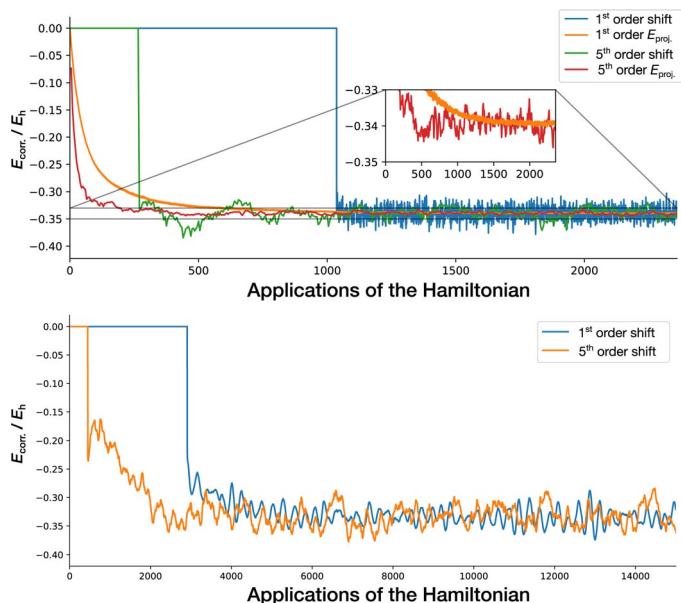 1st order shift
1st order Eproj.
5th order shift
5th order Eproj.
0.00
−0.05
−0.10
−0.15
−0.20
−0.25
−0.30
−0.35
−0.40
Ecorr. / Eh
−0.33
−0.34
−0.35
0 500 1000 1500 2000
0 500 1000 1500 2000
Applications of the Hamiltonian
1st order shift
5th order shift
0.00
−0.05
−0.10
−0.15
−0.20
−0.25
−0.30
−0.35
−0.40
Ecorr. / Eh
0 2000 4000 6000 8000 10000 12000 14000
Applications of the Hamiltonian